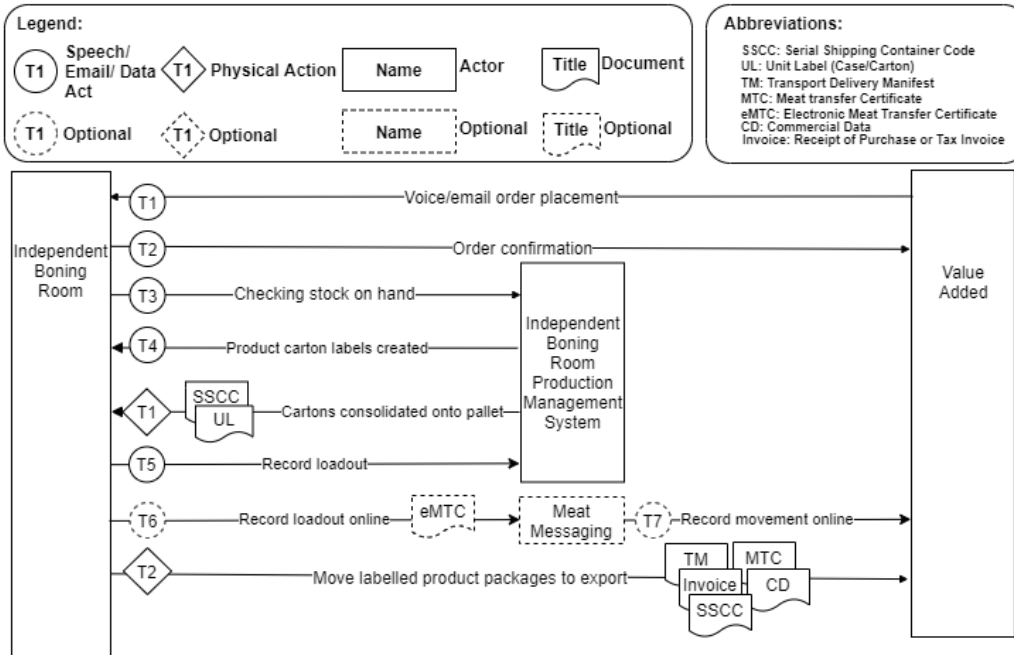 Legend:
T1
Speech/
Email/ Data
Act
T1
Physical Action
Name
Actor
Title
Document
T1
Optional
T1
Optional
Name
Optional
Title
Optional
Abbreviations:
SSCC: Serial Shipping Container Code
UL: Unit Label (Case/Carton)
TM: Transport Delivery Manifest
MTC: Meat transfer Certificate
eMTC: Electronic Meat Transfer Certificate
CD: Commercial Data
Invoice: Receipt of Purchase or Tax Invoice
Independent
Boning
Room
Value
Added
T1
Voice/email order placement
T2
Order confirmation
T3
Checking stock on hand
Independent
Boning
Room
Production
Management
System
T4
Product carton labels created
T1
SSCC
UL
Cartons consolidated onto pallet
T5
Record loadout
T6
Record loadout online
eMTC
Meat
Messaging
T7
Record movement online
T2
Move labelled product packages to export
TM
MTC
Invoice
CD
SSCC